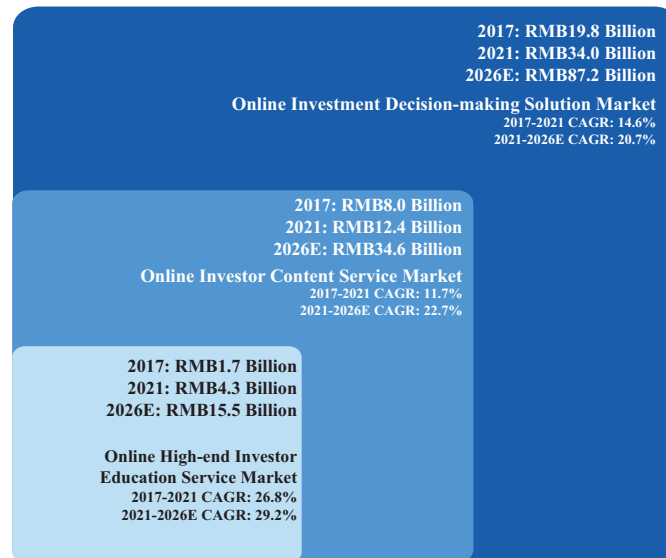 2017: RMB19.8 Billion
2021: RMB34.0 Billion
2026E: RMB87.2 Billion
Online Investment Decision-making Solution Market
2017-2021 CAGR: 14.6%
2021-2026E CAGR: 20.7%
2017: RMB8.0 Billion
2021: RMB12.4 Billion
2026E: RMB34.6 Billion
Online Investor Content Service Market
2017-2021 CAGR: 11.7%
2021-2026E CAGR: 22.7%
2017: RMB1.7 Billion
2021: RMB4.3 Billion
2026E: RMB15.5 Billion
Online High-end Investor
Education Service Market
2017-2021 CAGR: 26.8%
2021-2026E CAGR: 29.2%